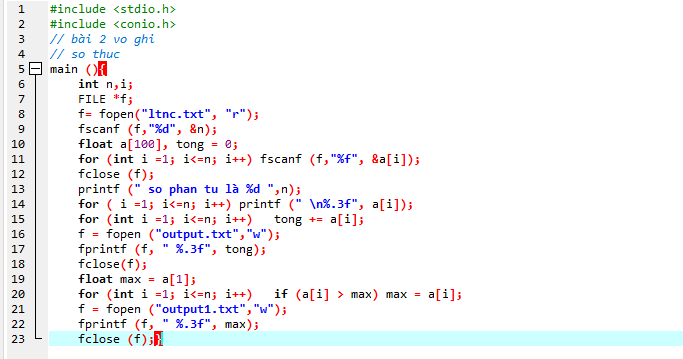 1 #include <stdio.h>
2 #include <conio.h>
3 // bài 2 vo ghi
4 // so thuc
5 main (){
6 int n,i;
7 FILE *f;
8 f= fopen("ltnc.txt", "r");
9 fscanf (f,"%d", &n);
10 float a[100], tong = 0;
11 for (int i =1; i<=n; i++) fscanf (f,"%f", &a[i]);
12 fclose (f);
13 printf (" so phan tu là %d ",n);
14 for ( i =1; i<=n; i++) printf (" \n%.3f", a[i]);
15 for (int i =1; i<=n; i++)   tong += a[i];
16 f = fopen ("output.txt","w");
17 fprintf (f, " %.3f", tong);
18 fclose(f);
19 float max = a[1];
20 for (int i =1; i<=n; i++)   if (a[i] > max) max = a[i];
21 f = fopen ("output1.txt","w");
22 fprintf (f, " %.3f", max);
23 fclose (f);}